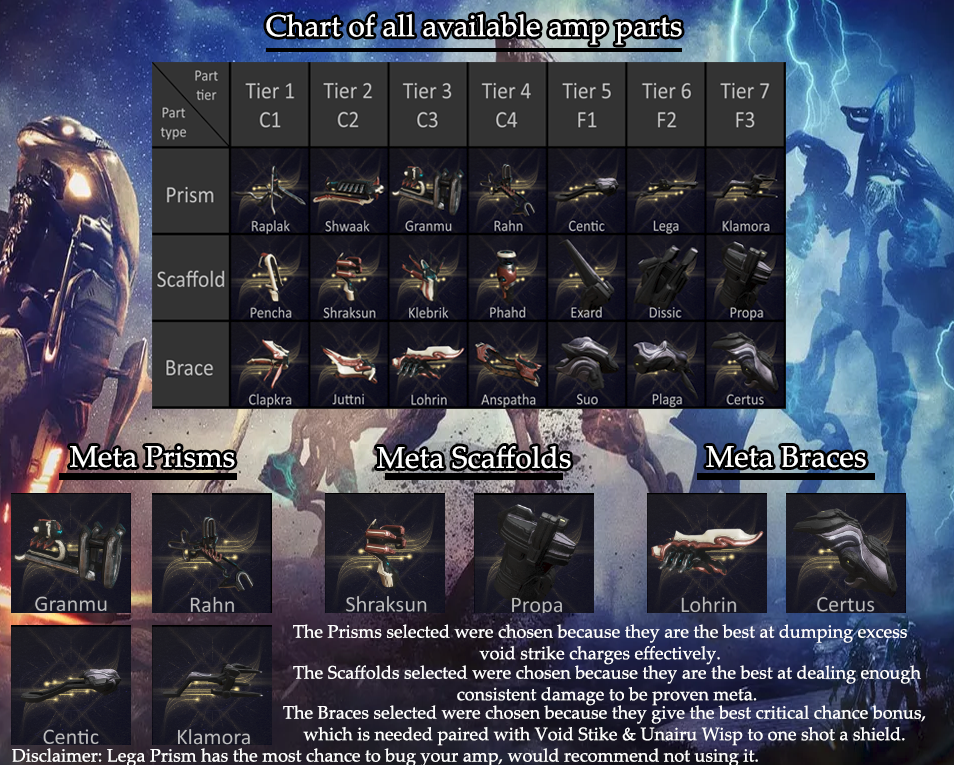 Chart of all available amp parts
Part tier
Part type
Tier 1 Tier 2 Tier 3 Tier 4 Tier 5 Tier 6 Tier 7
C1 C2 C3 C4 F1 F2 F3
Prism
Raplak Shwaak Granmu Rahn Centic Lega Klamora
Scaffold
Pencha Shraksun Klebrik Phahd Exard Dissic Propa
Brace
Clapkra Juttni Lohrin Anspatha Suo Plaga Certus
Meta Prisms Meta Scaffolds Meta Braces
Granmu Rahn Shraksun Propa Lohrin Certus
Centic Klamora
The Prisms selected were chosen because they are the best at dumping excess
void strike charges effectively.
The Scaffolds selected were chosen because they are the best at dealing enough
consistent damage to be proven meta.
The Braces selected were chosen because they give the best critical chance bonus,
which is needed paired with Void Stike & Unairu Wisp to one shot a shield.
Disclaimer: Lega Prism has the most chance to bug your amp, would recommend not using it.